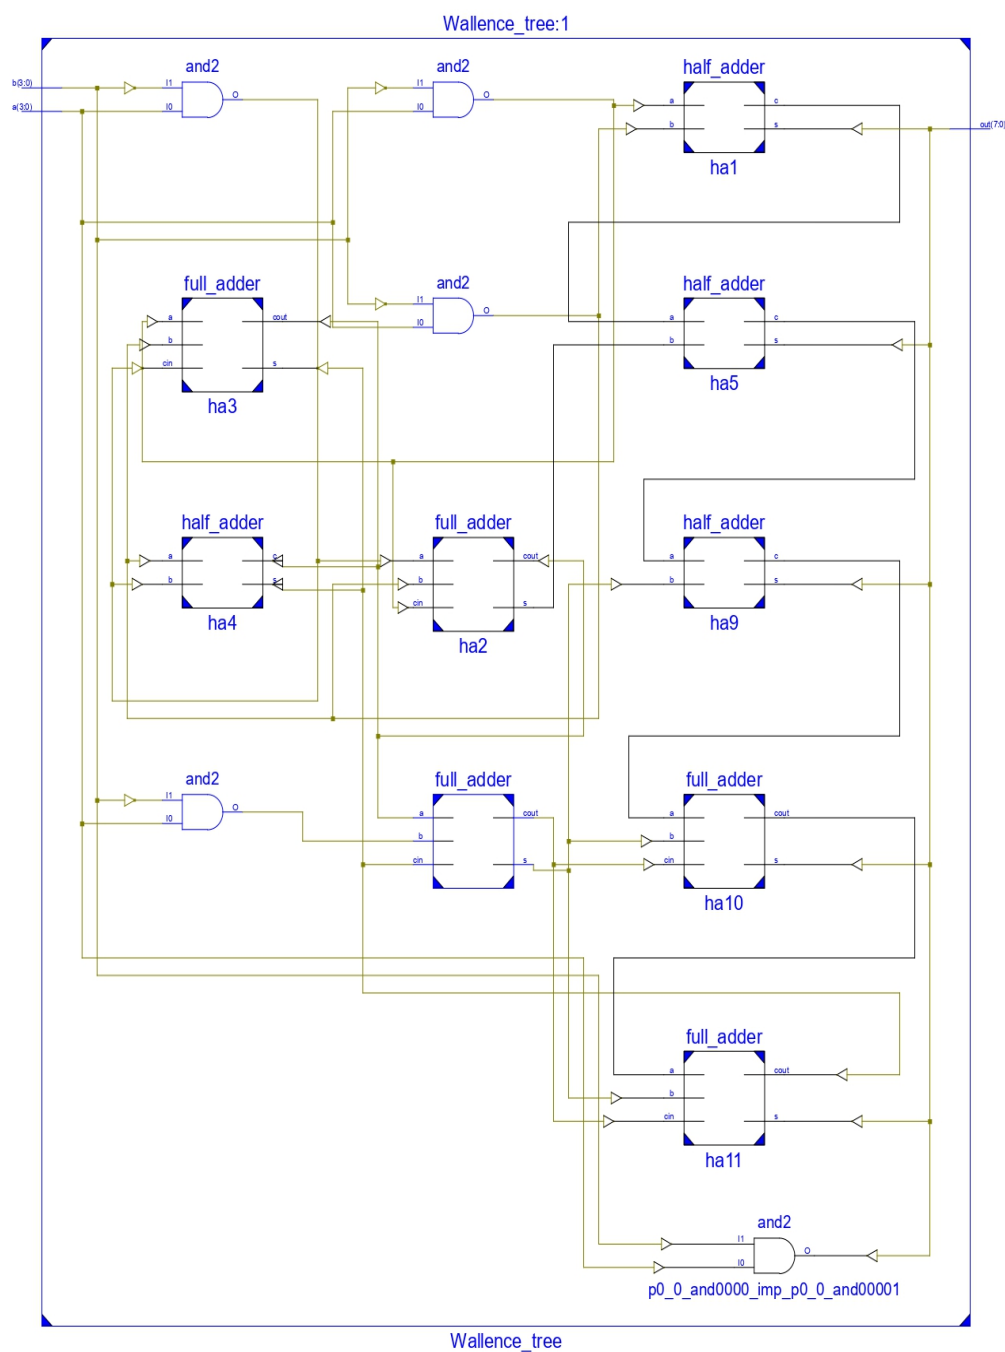 Wallence_tree:1
b(3:0)
a(3:0)
and2
I1
I0
O
and2
I1
I0
O
half_adder
a
b
c
s
ha1
out(7:0)
full_adder
a
b
cin
cout
s
ha3
and2
I1
I0
O
half_adder
a
b
c
s
ha5
half_adder
a
b
c
s
ha4
full_adder
a
b
cin
cout
s
ha2
half_adder
a
b
c
s
ha9
and2
I1
I0
O
full_adder
a
b
cin
cout
s
full_adder
a
b
cin
cout
s
ha10
full_adder
a
b
cin
cout
s
ha11
and2
I1
I0
O
p0_0_and0000_imp_p0_0_and00001
Wallence_tree